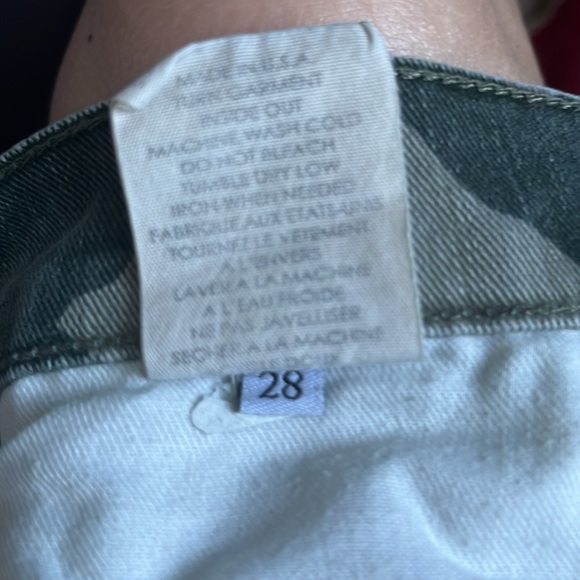 MADE IN U.S.A.
TURN GARMENT
INSIDE OUT
MACHINE WASH COLD
DO NOT BLEACH
TUMBLE DRY LOW
IRON WHEN NEEDED
FABRIQUE AUX ETATS-UNIS
TOURNEZ LE VETEMENT
A L'ENVERS
LAVER A LA MACHINE
A L'EAU FROIDE
NE PAS JAVELLISER
SECHER A LA MACHINE
28